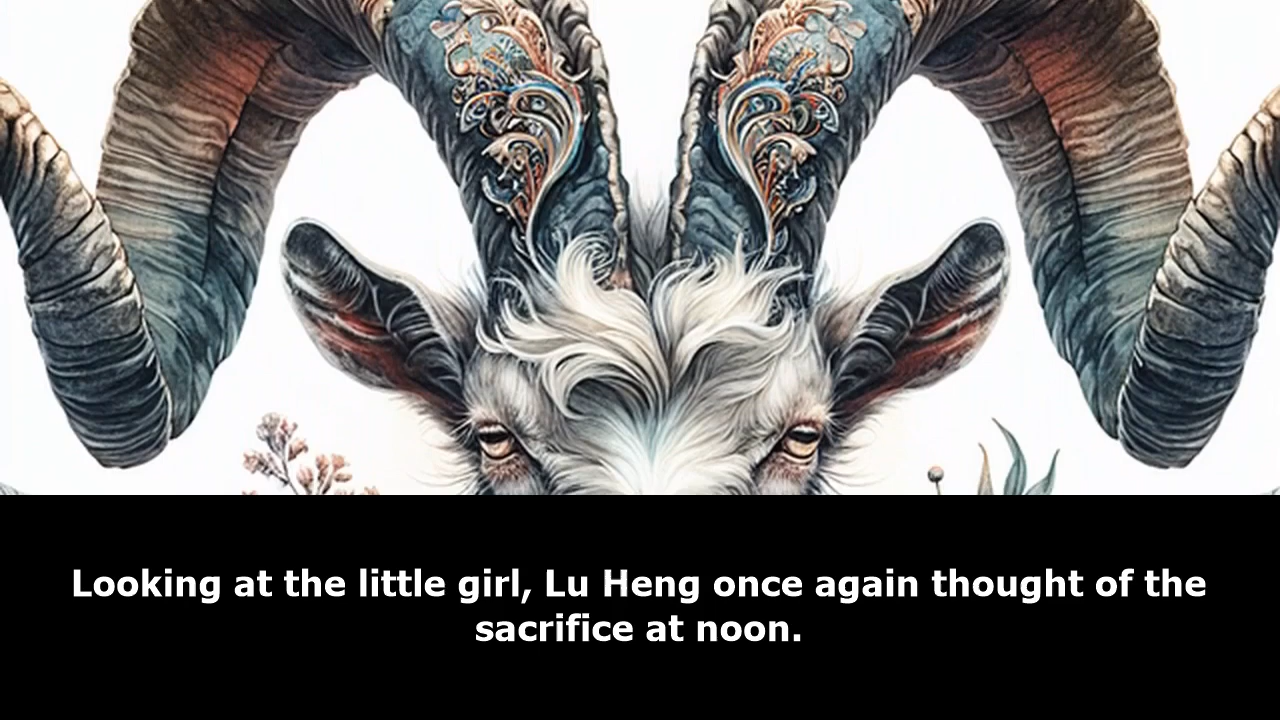 Looking at the little girl, Lu Heng once again thought of the
sacrifice at noon.